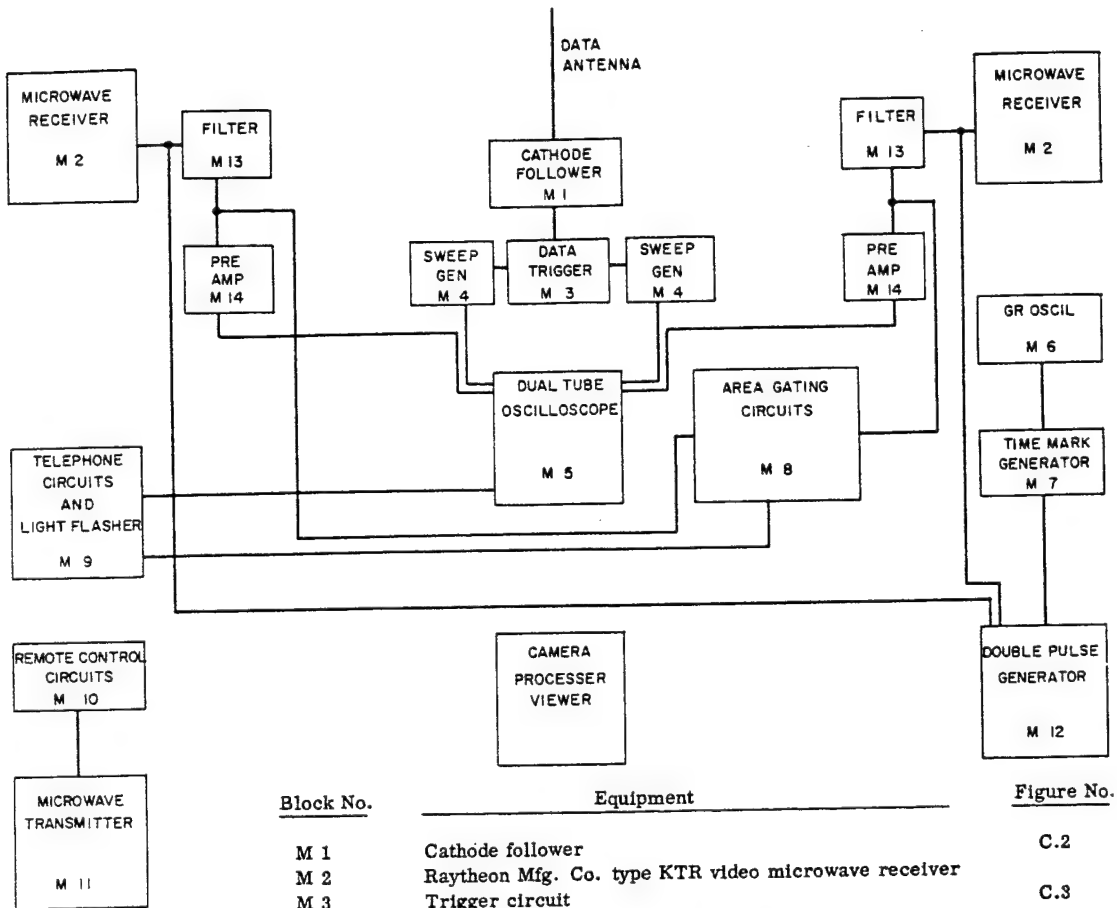 DATA
ANTENNA
MICROWAVE
RECEIVER
M 2
FILTER
M 13
CATHODE
FOLLOWER
M 1
FILTER
M 13
MICROWAVE
RECEIVER
M 2
PRE
AMP
M 14
SWEEP
GEN
M 4
DATA
TRIGGER
M 3
SWEEP
GEN
M 4
PRE
AMP
M 14
GR OSCIL
M 6
DUAL TUBE
OSCILLOSCOPE
M 5
AREA GATING
CIRCUITS
M 8
TIME MARK
GENERATOR
M 7
TELEPHONE
CIRCUITS
AND
LIGHT FLASHER
M 9
REMOTE CONTROL
CIRCUITS
M 10
CAMERA
PROCESSER
VIEWER
DOUBLE PULSE
GENERATOR
M 12
MICROWAVE
TRANSMITTER
M 11
Block No. Equipment Figure No.
M 1 Cathode follower C.2
M 2 Raytheon Mfg. Co. type KTR video microwave receiver
M 3 Trigger circuit C.3